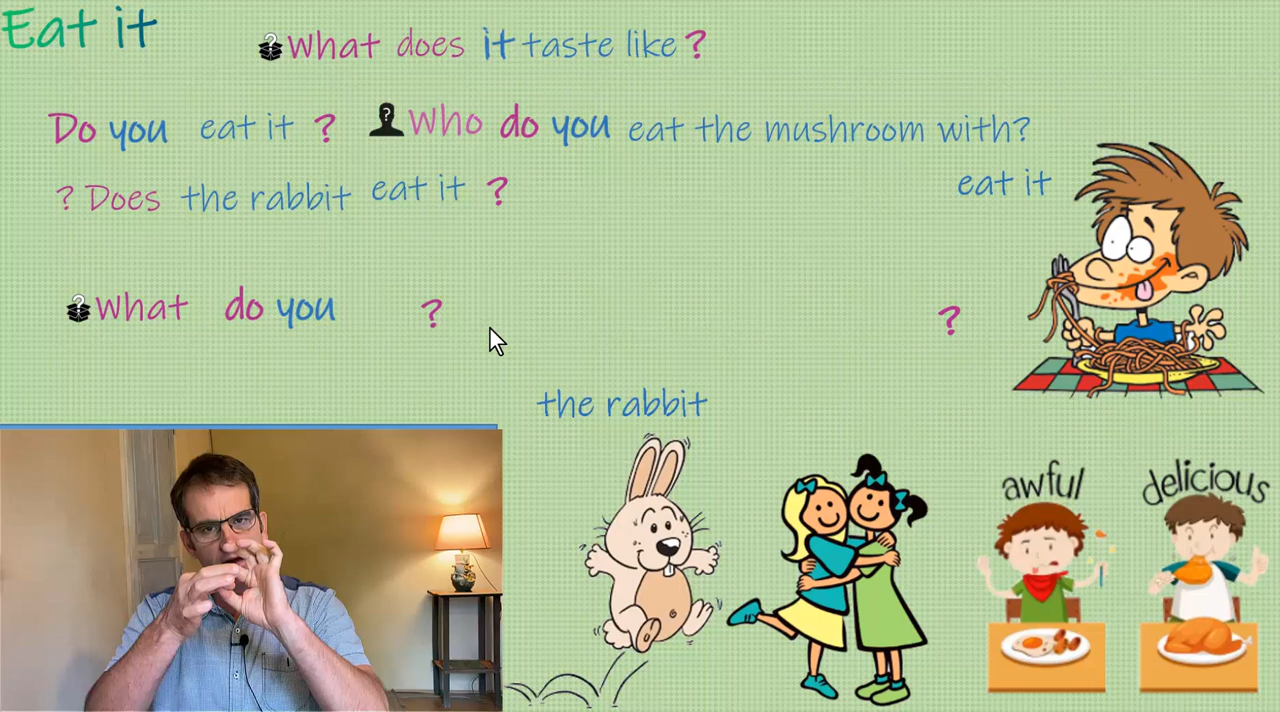 Eat it
What does it taste like?
Do you eat it ? Who do you eat the mushroom with?
? Does the rabbit eat it ?
eat it
What do you ? ?
the rabbit
awful delicious